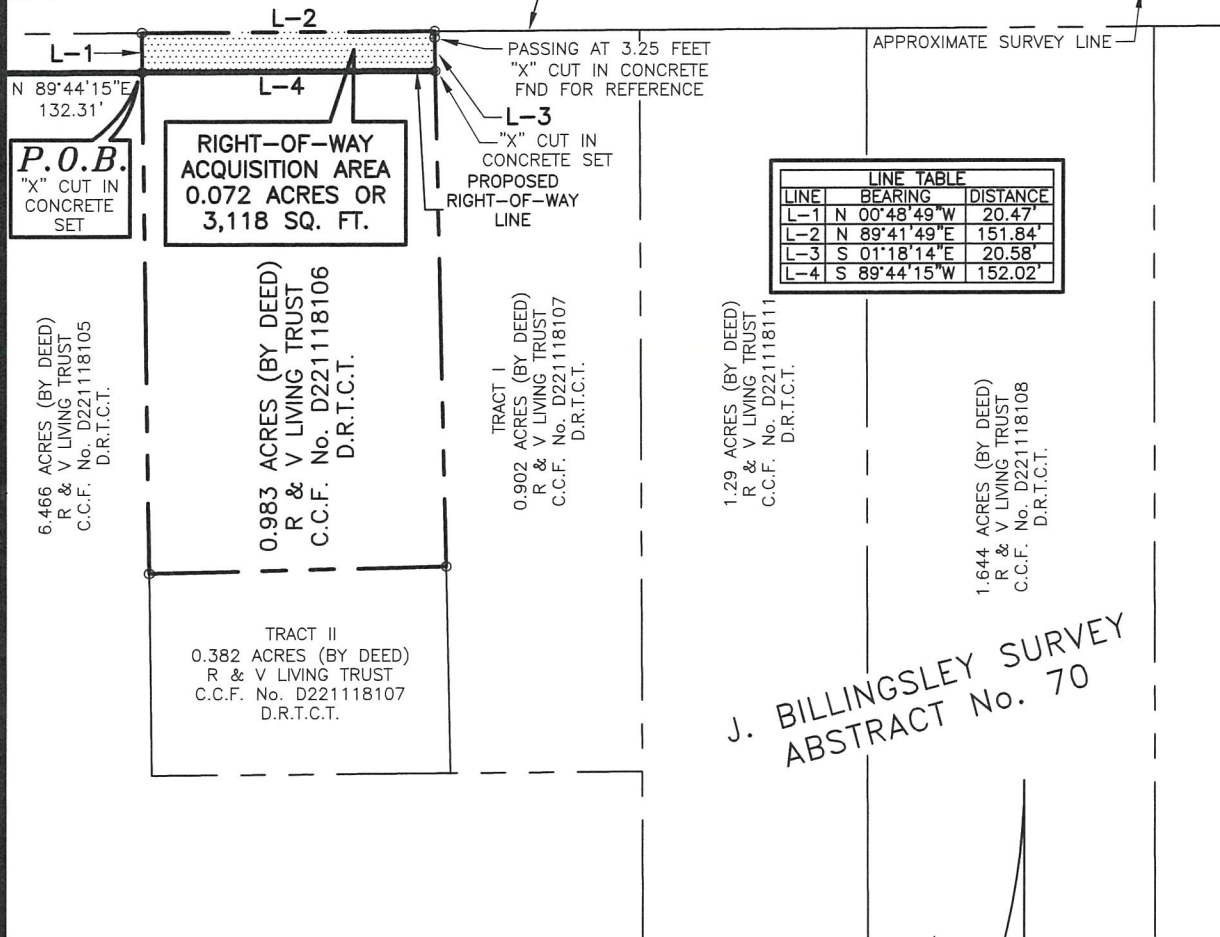 L-2
L-1
N 89°44'15"E
132.31'
L-4
P.O.B.
"X" CUT IN
CONCRETE
SET
RIGHT-OF-WAY
ACQUISITION AREA
0.072 ACRES OR
3,118 SQ. FT.
PASSING AT 3.25 FEET
"X" CUT IN CONCRETE
FND FOR REFERENCE
L-3
"X" CUT IN
CONCRETE SET
PROPOSED
RIGHT-OF-WAY
LINE
APPROXIMATE SURVEY LINE
LINE TABLE
LINE BEARING DISTANCE
L-1 N 00°48'49"W 20.47'
L-2 N 89°41'49"E 151.84'
L-3 S 01°18'14"E 20.58'
L-4 S 89°44'15"W 152.02'
6.466 ACRES (BY DEED)
R & V LIVING TRUST
C.C.F. No. D221118105
D.R.T.C.T.
0.983 ACRES (BY DEED)
R & V LIVING TRUST
C.C.F. No. D221118106
D.R.T.C.T.
TRACT I
0.902 ACRES (BY DEED)
R & V LIVING TRUST
C.C.F. No. D221118107
D.R.T.C.T.
1.29 ACRES (BY DEED)
R & V LIVING TRUST
C.C.F. No. D221118111
D.R.T.C.T.
1.644 ACRES (BY DEED)
R & V LIVING TRUST
C.C.F. No. D221118108
D.R.T.C.T.
TRACT II
0.382 ACRES (BY DEED)
R & V LIVING TRUST
C.C.F. No. D221118107
D.R.T.C.T.
J. BILLINGSLEY SURVEY
ABSTRACT No. 70